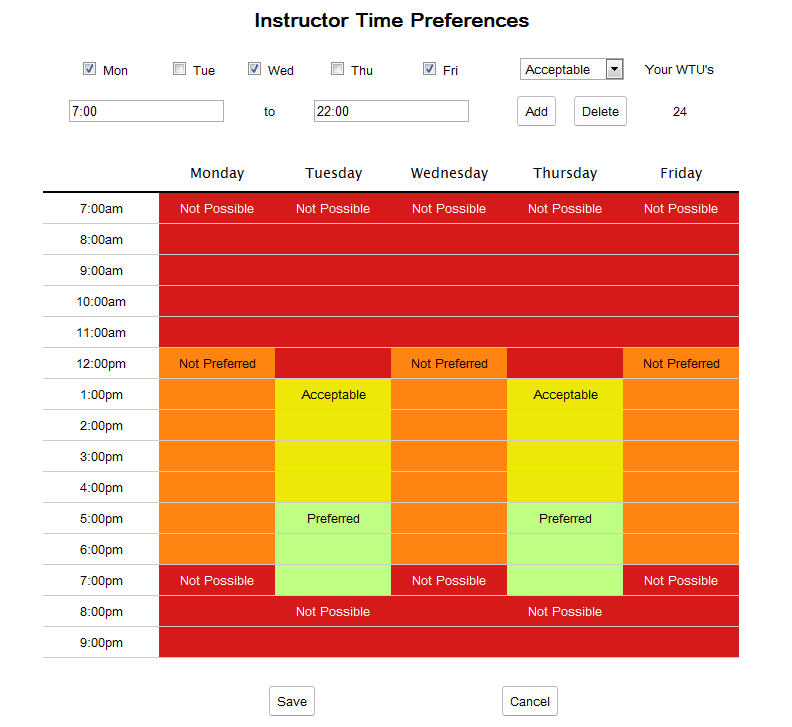 Instructor Time Preferences
Mon Tue Wed Thu Fri Acceptable Your WTU's
7:00 to 22:00 Add Delete 24
Monday Tuesday Wednesday Thursday Friday
7:00am Not Possible Not Possible Not Possible Not Possible Not Possible
8:00am
9:00am
10:00am
11:00am
12:00pm Not Preferred Not Preferred Not Preferred
1:00pm Acceptable Acceptable
2:00pm
3:00pm
4:00pm
5:00pm Preferred Preferred
6:00pm
7:00pm Not Possible Not Possible Not Possible
8:00pm Not Possible Not Possible
9:00pm
Save Cancel